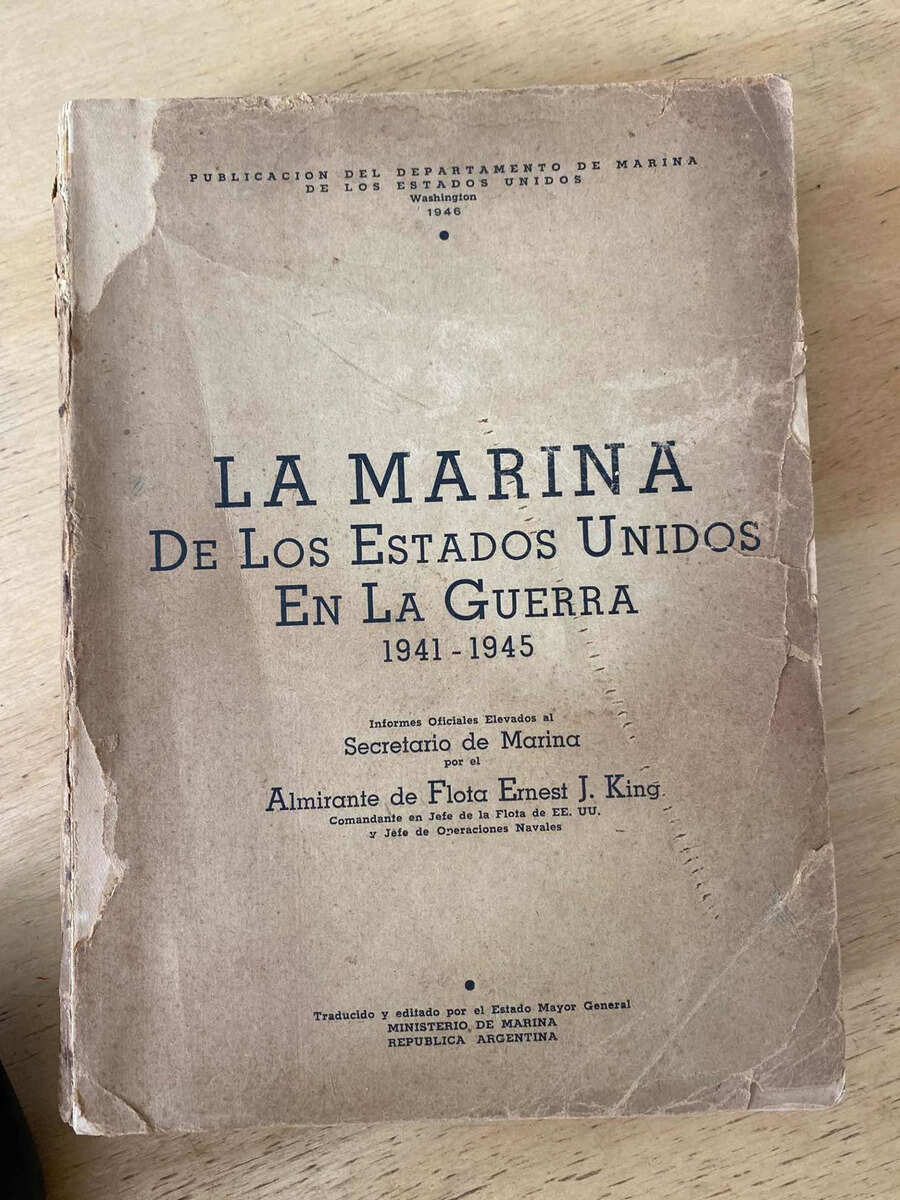 PUBLICACION DEL DEPARTAMENTO DE MARINA
DE LOS ESTADOS UNIDOS
Washington
1946
LA MARINA
DE LOS ESTADOS UNIDOS
EN LA GUERRA
1941 - 1945
Informes Oficiales Elevados al
Secretario de Marina
por el
Almirante de Flota Ernest J. King
Comandante en Jefe de la Flota de EE. UU.
y Jefe de Operaciones Navales
Traducido y editado por el Estado Mayor General
MINISTERIO DE MARINA
REPUBLICA ARGENTINA